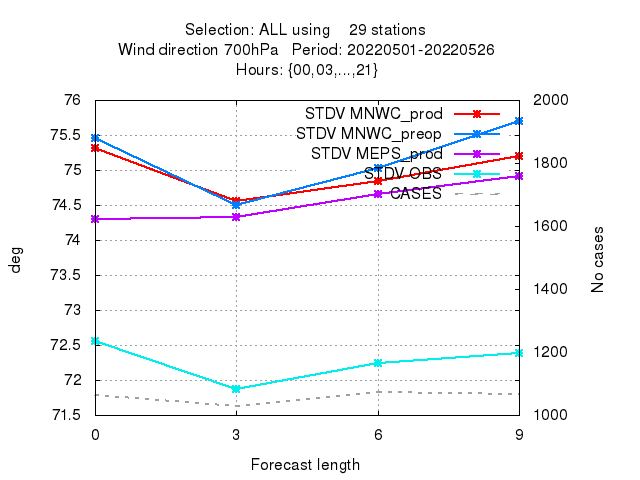 Selection: ALL using    29 stations
Wind direction 700hPa   Period: 20220501-20220526
Hours: {00,03,...,21}
76
75.5
75
74.5
74
73.5
73
72.5
72
71.5
deg
2000
1800
1600
1400
1200
1000
No cases
STDV MNWC_prod
STDV MNWC_preop
STDV MEPS_prod
STDV OBS
CASES
0 3 6 9
Forecast length